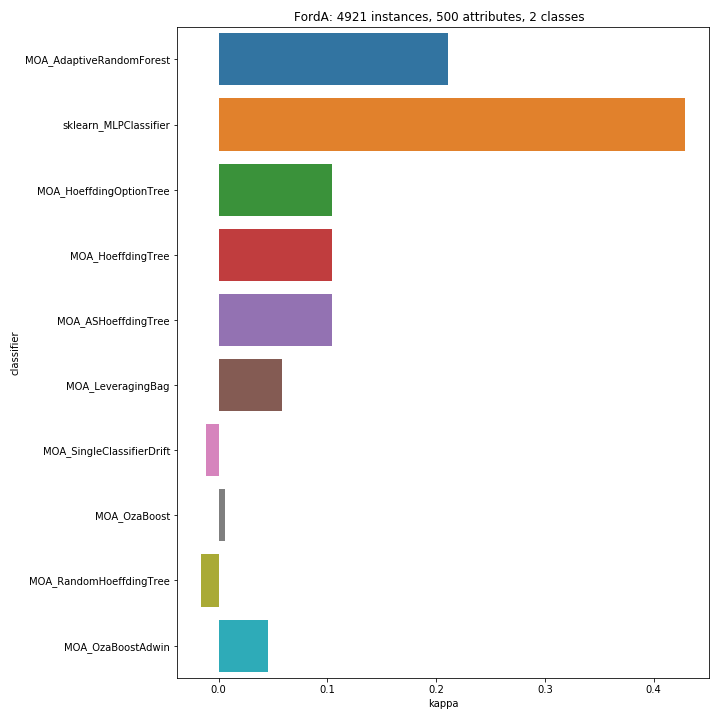 FordA: 4921 instances, 500 attributes, 2 classes
MOA_AdaptiveRandomForest
sklearn_MLPClassifier
MOA_HoeffdingOptionTree
MOA_HoeffdingTree
MOA_ASHoeffdingTree
MOA_LeveragingBag
MOA_SingleClassifierDrift
MOA_OzaBoost
MOA_RandomHoeffdingTree
MOA_OzaBoostAdwin
classifier
0.0 0.1 0.2 0.3 0.4
kappa